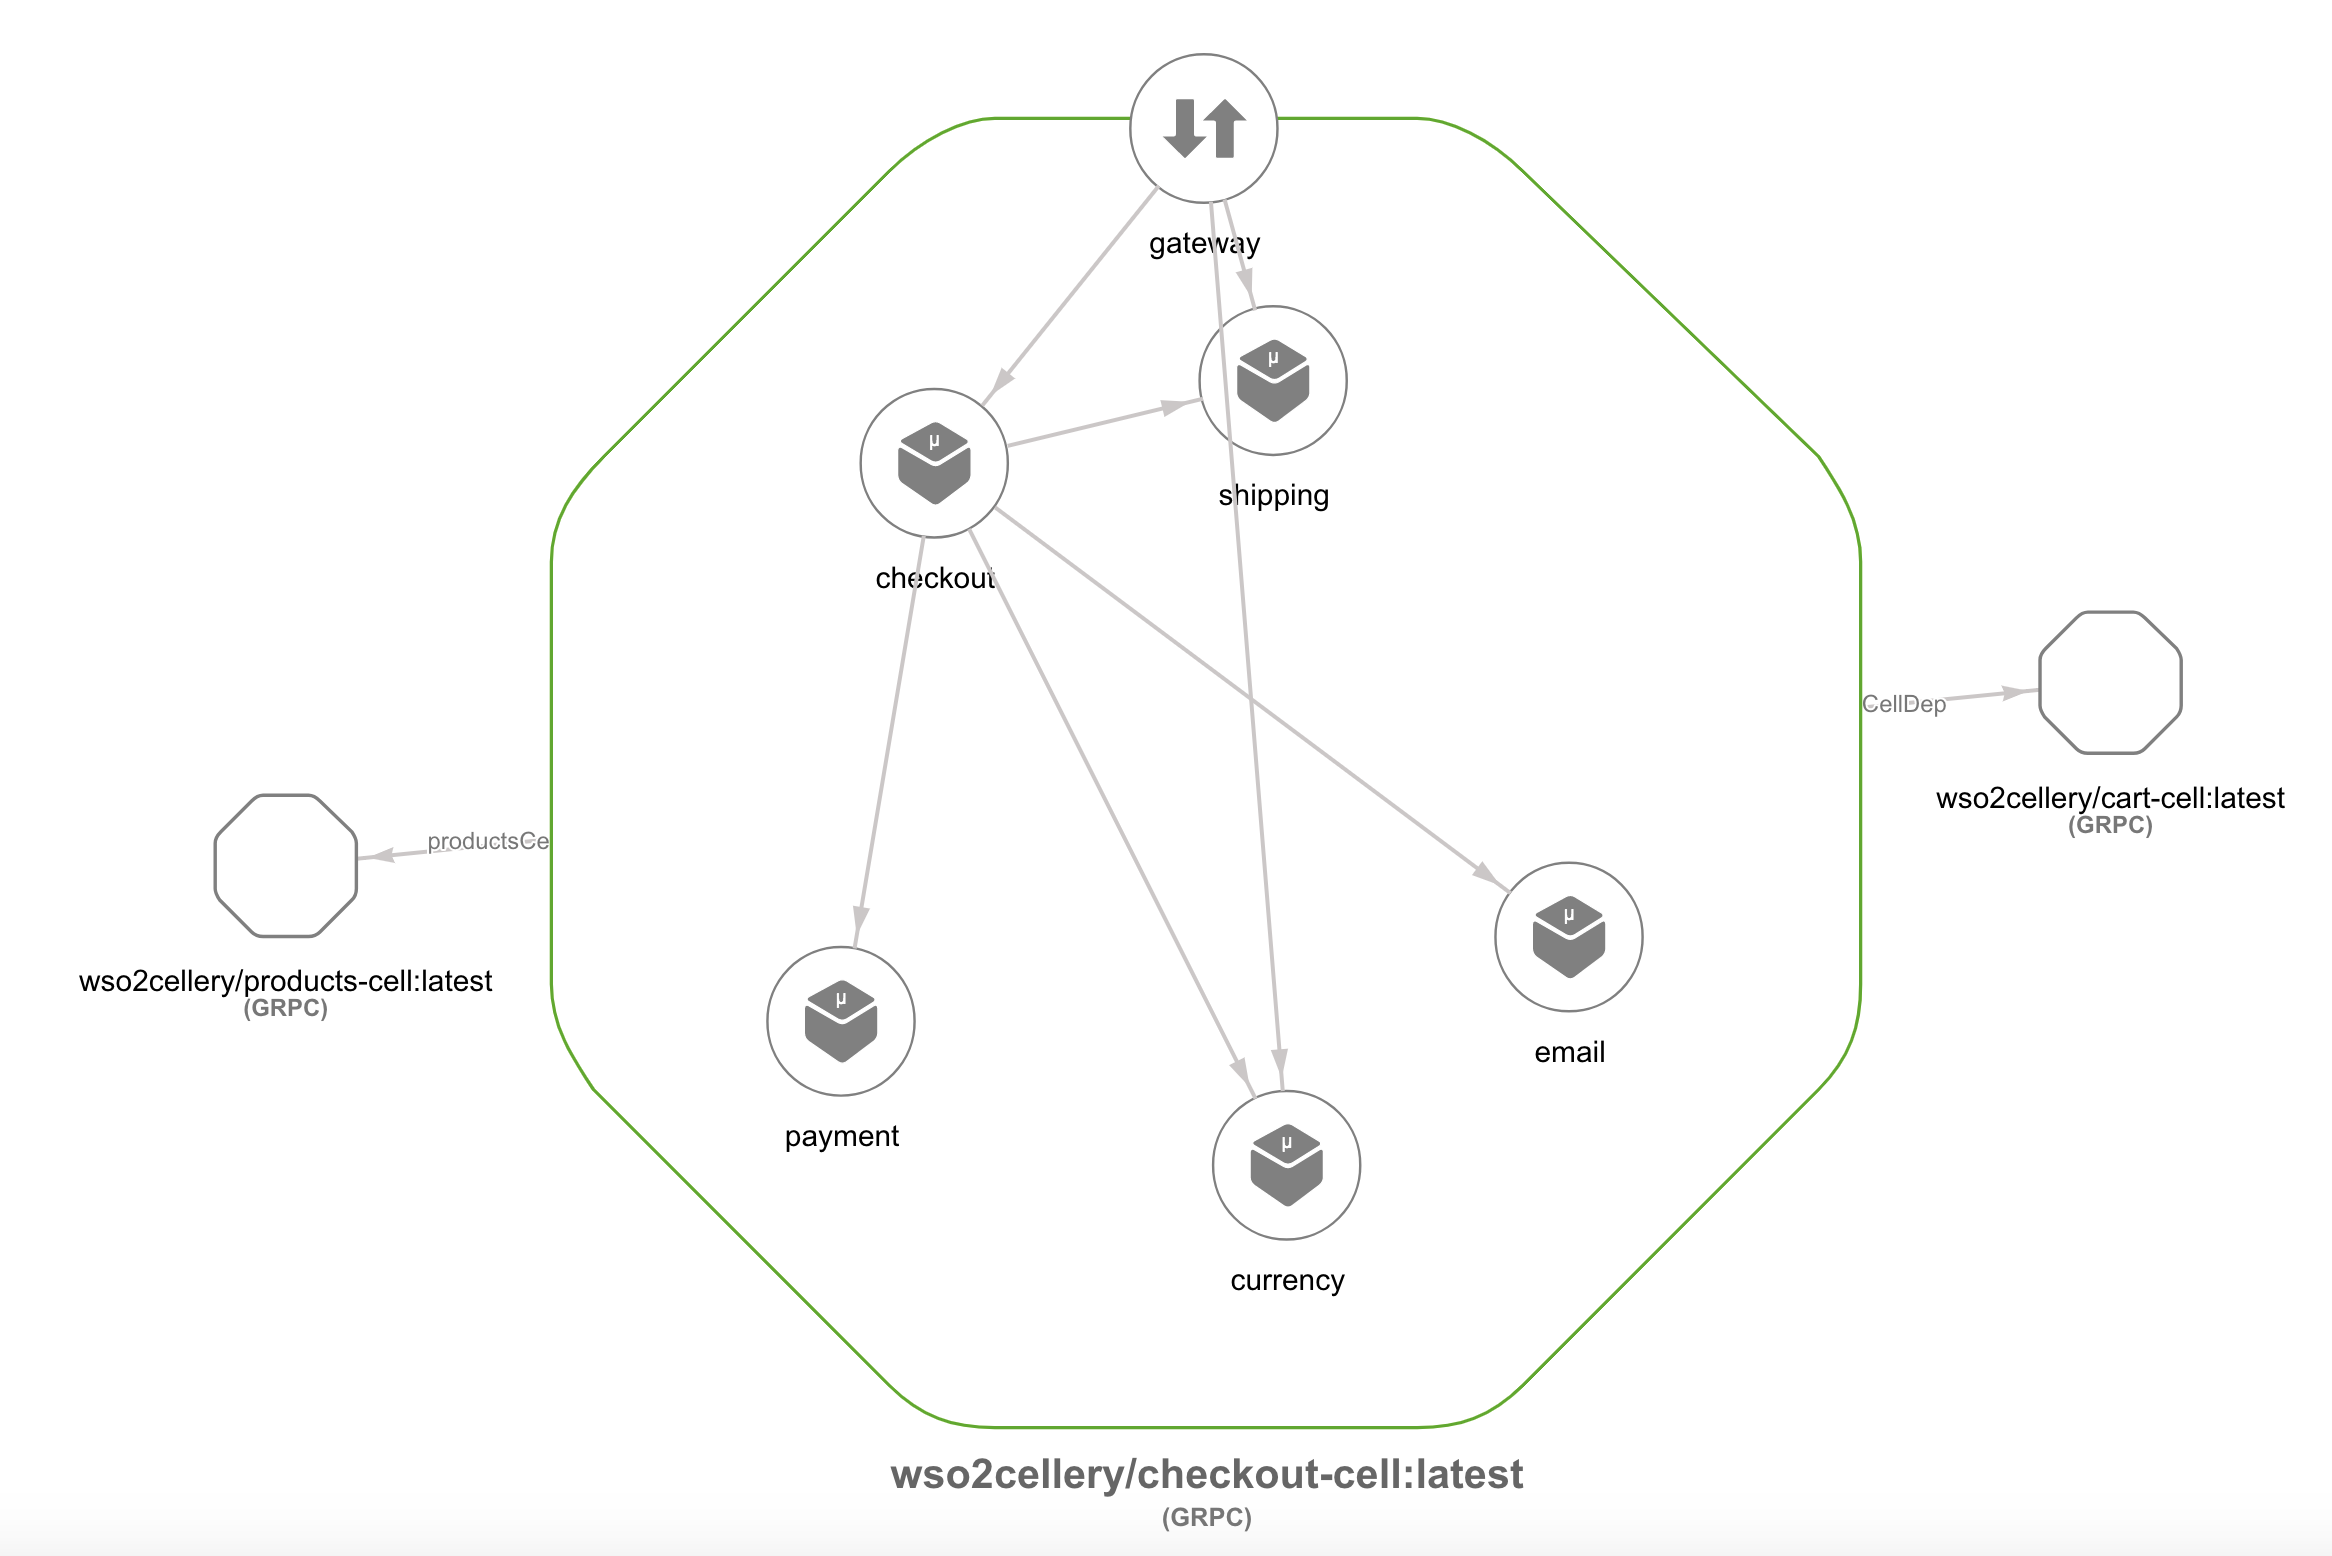 gateway
µ
shipping
µ
checkout
CellDep
wso2cellery/cart-cell:latest
(GRPC)
productsCe
wso2cellery/products-cell:latest
(GRPC)
µ
email
µ
payment
µ
currency
wso2cellery/checkout-cell:latest
(GRPC)